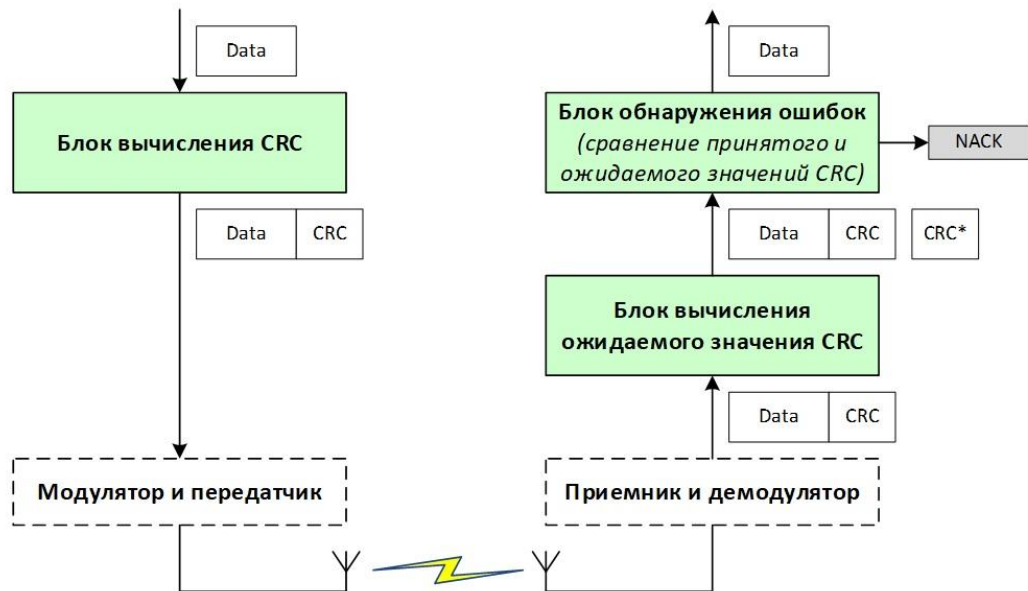 Data
Блок вычисления CRC
Data CRC
Модулятор и передатчик
Data
Блок обнаружения ошибок
(сравнение принятого и
ожидаемого значений CRC)
NACK
Data CRC CRC*
Блок вычисления
ожидаемого значения CRC
Data CRC
Приемник и демодулятор